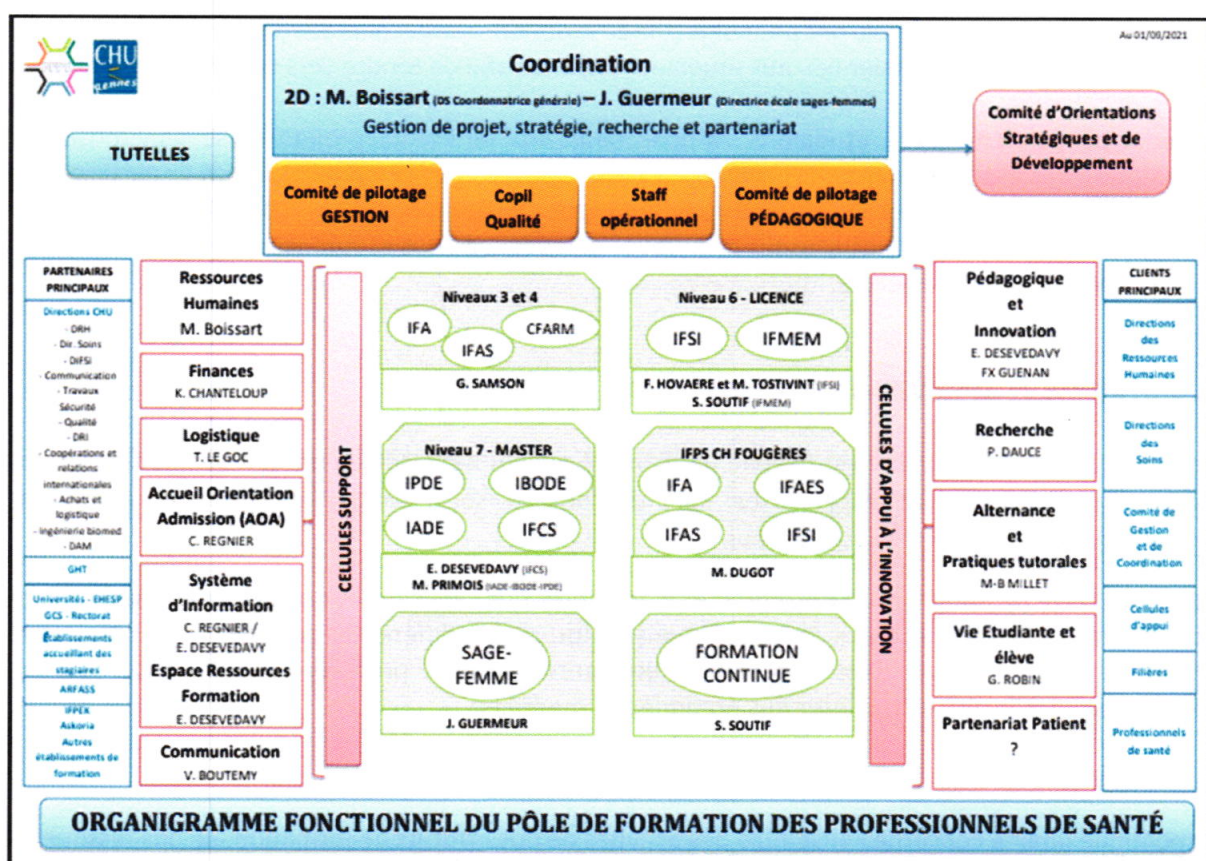 Au 01/09/2021
CHU
Rennes
Coordination
2D : M. Boissart (DS Coordonnatrice générale) – J. Guermeur (Directrice école sages-femmes)
Gestion de projet, stratégie, recherche et partenariat
TUTELLES
Comité d'Orientations
Stratégiques et de
Développement
Comité de pilotage
GESTION
Copil
Qualité
Staff
opérationnel
Comité de pilotage
PÉDAGOGIQUE
PARTENAIRES
PRINCIPAUX
Directions CHU
- DRH
- Dir. Soins
- DIFSI
- Communication
- Travaux
Sécurité
- Qualité
- DRI
- Coopérations et
relations
internationales
- Achats et
logistique
- Ingénierie biomed
- DAM
GHT
Universités - EHESP
GCS - Rectorat
Établissements
accueillant des
stagiaires
ARFASS
IFPEK
Askoria
Autres
établissements de
formation
Ressources
Humaines
M. Boissart
Finances
K. CHANTELOUP
Logistique
T. LE GOC
Accueil Orientation
Admission (AOA)
C. REGNIER
Système
d'Information
C. REGNIER /
E. DESEVEDAVY
Espace Ressources
Formation
E. DESEVEDAVY
Communication
V. BOUTEMY
CELLULES SUPPORT
Niveaux 3 et 4
IFA
CFARM
IFAS
G. SAMSON
Niveau 6 - LICENCE
IFSI
IFMEM
F. HOVAERE et M. TOSTIVINT (IFSI)
S. SOUTIF (IFMEM)
Niveau 7 - MASTER
IPDE
IBODE
IADE
IFCS
E. DESEVEDAVY (IFCS)
M. PRIMOIS (IADE-IBODE-IPDE)
IFPS CH FOUGÈRES
IFA
IFAES
IFAS
IFSI
M. DUGOT
SAGE-
FEMME
J. GUERMEUR
FORMATION
CONTINUE
S. SOUTIF
CELLULES D'APPUI À L'INNOVATION
Pédagogique
et
Innovation
E. DESEVEDAVY
FX GUENAN
Recherche
P. DAUCE
Alternance
et
Pratiques tutorales
M-B MILLET
Vie Etudiante et
élève
G. ROBIN
Partenariat Patient
?
CLIENTS
PRINCIPAUX
Directions
des
Ressources
Humaines
Directions
des
Soins
Comité de
Gestion
et de
Coordination
Cellules
d'appui
Filières
Professionnels
de santé
ORGANIGRAMME FONCTIONNEL DU PÔLE DE FORMATION DES PROFESSIONNELS DE SANTÉ